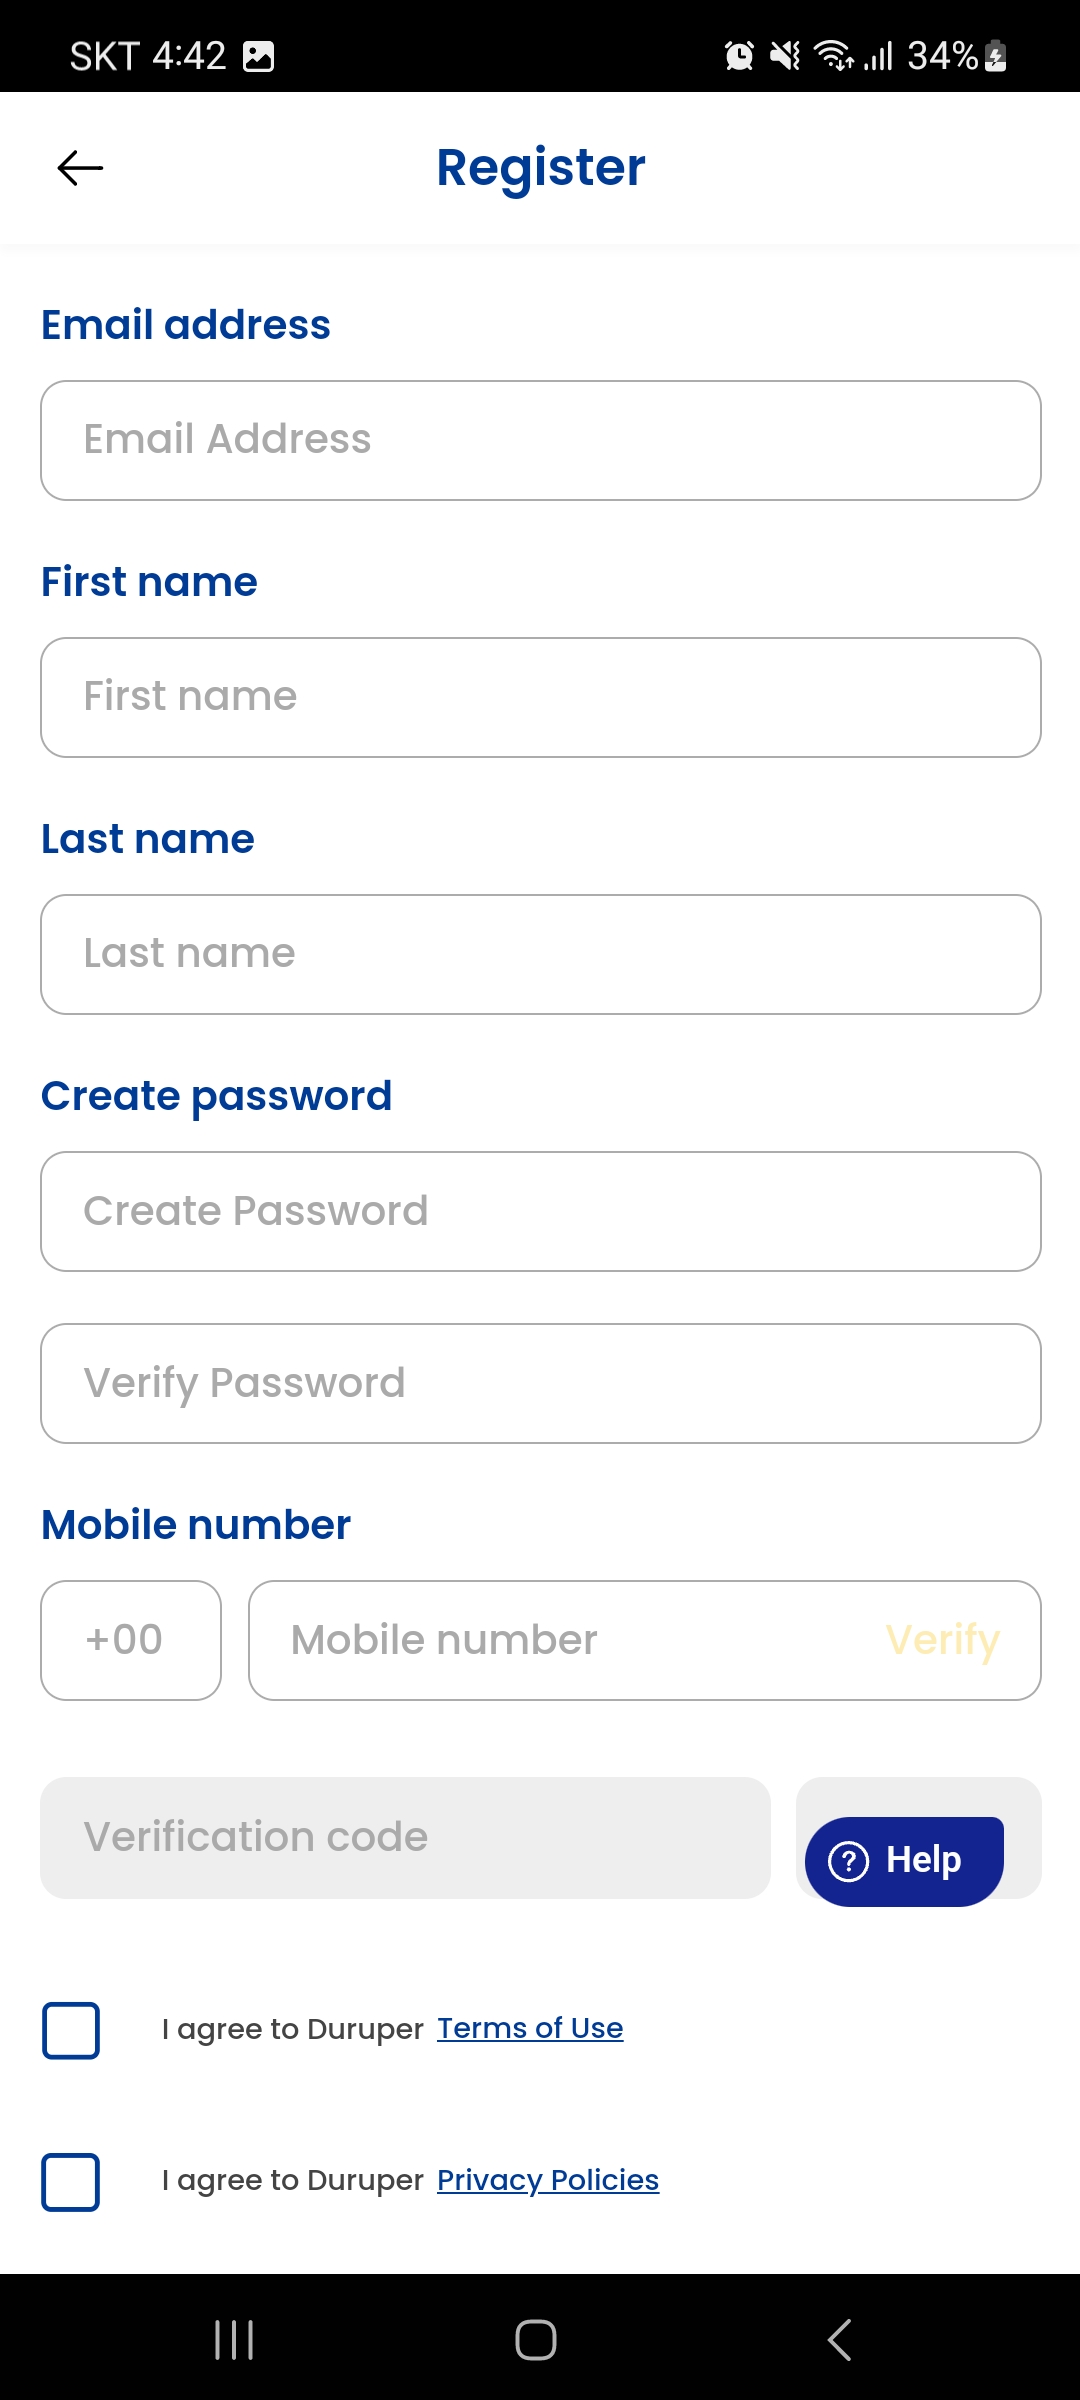 SKT 4:42 34%
Register
Email address
Email Address
First name
First name
Last name
Last name
Create password
Create Password
Verify Password
Mobile number
+00 Mobile number Verify
Verification code
? Help
I agree to Duruper Terms of Use
I agree to Duruper Privacy Policies